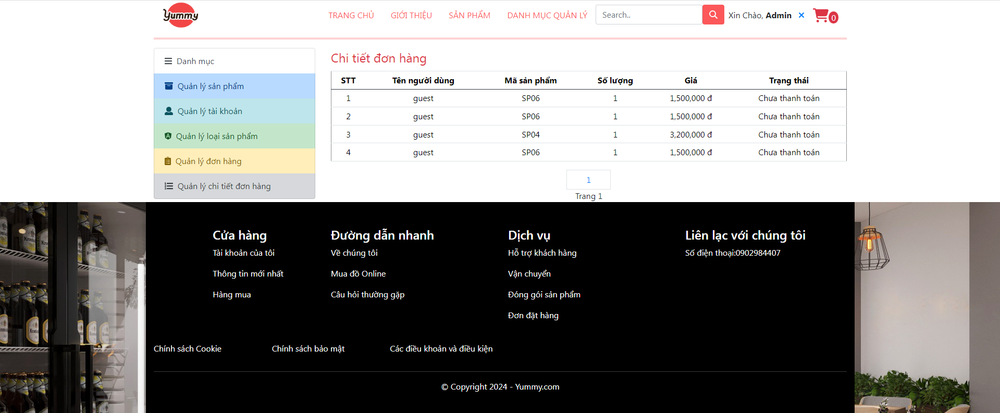 Yummy
TRANG CHỦ GIỚI THIỆU SẢN PHẨM DANH MỤC QUẢN LÝ Search.. Xin Chào, Admin × 0
Danh mục
Quản lý sản phẩm
Quản lý tài khoản
Quản lý loại sản phẩm
Quản lý đơn hàng
Quản lý chi tiết đơn hàng
Chi tiết đơn hàng
STT Tên người dùng Mã sản phẩm Số lượng Giá Trạng thái
1 guest SP06 1 1,500,000 đ Chưa thanh toán
2 guest SP06 1 1,500,000 đ Chưa thanh toán
3 guest SP04 1 3,200,000 đ Chưa thanh toán
4 guest SP06 1 1,500,000 đ Chưa thanh toán
1
Trang 1
Cửa hàng
Tài khoản của tôi
Thông tin mới nhất
Hàng mua
Đường dẫn nhanh
Về chúng tôi
Mua đồ Online
Câu hỏi thường gặp
Dịch vụ
Hỗ trợ khách hàng
Vận chuyển
Đóng gói sản phẩm
Đơn đặt hàng
Liên lạc với chúng tôi
Số điện thoại:0902984407
Chính sách Cookie Chính sách bảo mật Các điều khoản và điều kiện
© Copyright 2024 - Yummy.com